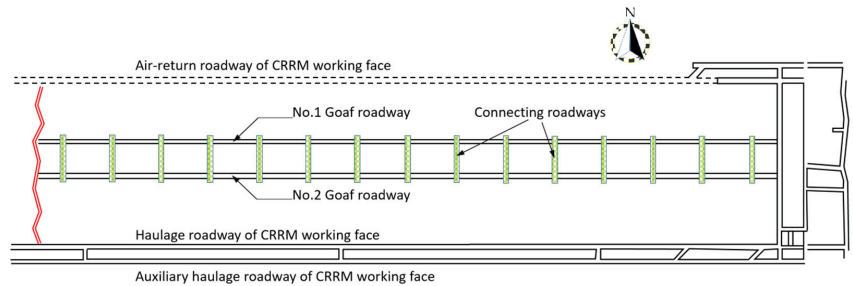 N
Air-return roadway of CRRM working face
No.1 Goaf roadway
Connecting roadways
No.2 Goaf roadway
Haulage roadway of CRRM working face
Auxiliary haulage roadway of CRRM working face